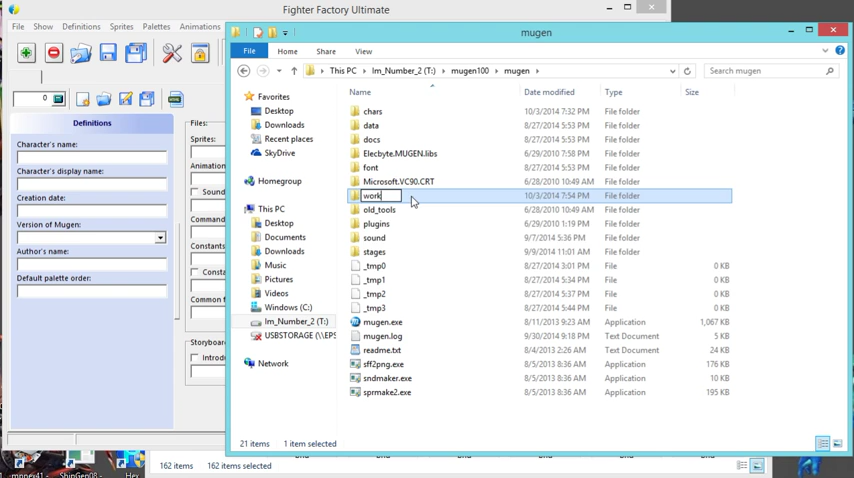 Fighter Factory Ultimate
File Show Definitions Sprites Palettes Animations
mugen
File Home Share View
This PC Im_Number_2 (T:) mugen100 mugen
Search mugen
0
Name Date modified Type Size
Definitions
Character's name:
Character's display name:
Creation date:
Version of Mugen:
Author's name:
Default palette order:
Files:
Sprites:
Animation
Sound
Command
Constants
Consta
Common f
Storyboard
Introdu
Favorites
Desktop
Downloads
Recent places
SkyDrive
Homegroup
This PC
Desktop
Documents
Downloads
Music
Pictures
Videos
Windows (C:)
Im_Number_2 (T:)
USBSTORAGE (\\EPS
Network
chars 10/3/2014 7:32 PM File folder
data 8/27/2014 5:53 PM File folder
docs 8/27/2014 5:53 PM File folder
Elecbyte.MUGEN.libs 6/29/2010 7:58 PM File folder
font 8/27/2014 5:53 PM File folder
Microsoft.VC90.CRT 6/28/2010 10:49 AM File folder
work 10/3/2014 7:54 PM File folder
old_tools 6/28/2010 10:49 AM File folder
plugins 6/29/2010 1:19 PM File folder
sound 9/7/2014 5:36 PM File folder
stages 9/9/2014 11:01 AM File folder
_tmp0 8/27/2014 3:01 PM File 0 KB
_tmp1 8/27/2014 5:34 PM File 0 KB
_tmp2 8/27/2014 5:37 PM File 0 KB
_tmp3 8/27/2014 5:44 PM File 0 KB
mugen.exe 8/11/2013 9:23 AM Application 1,067 KB
mugen.log 9/30/2014 9:18 PM Text Document 5 KB
readme.txt 8/4/2013 2:26 AM Text Document 24 KB
sff2png.exe 8/5/2013 8:36 AM Application 176 KB
sndmaker.exe 8/5/2013 8:36 AM Application 10 KB
sprmake2.exe 8/5/2013 8:36 AM Application 195 KB
21 items 1 item selected
162 items 162 items selected
ShipGen08 - Hex